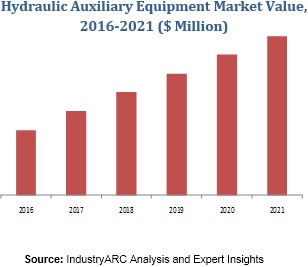 Hydraulic Auxiliary Equipment Market Value,
2016-2021 ($ Million)
2016 2017 2018 2019 2020 2021
Source: IndustryARC Analysis and Expert Insights